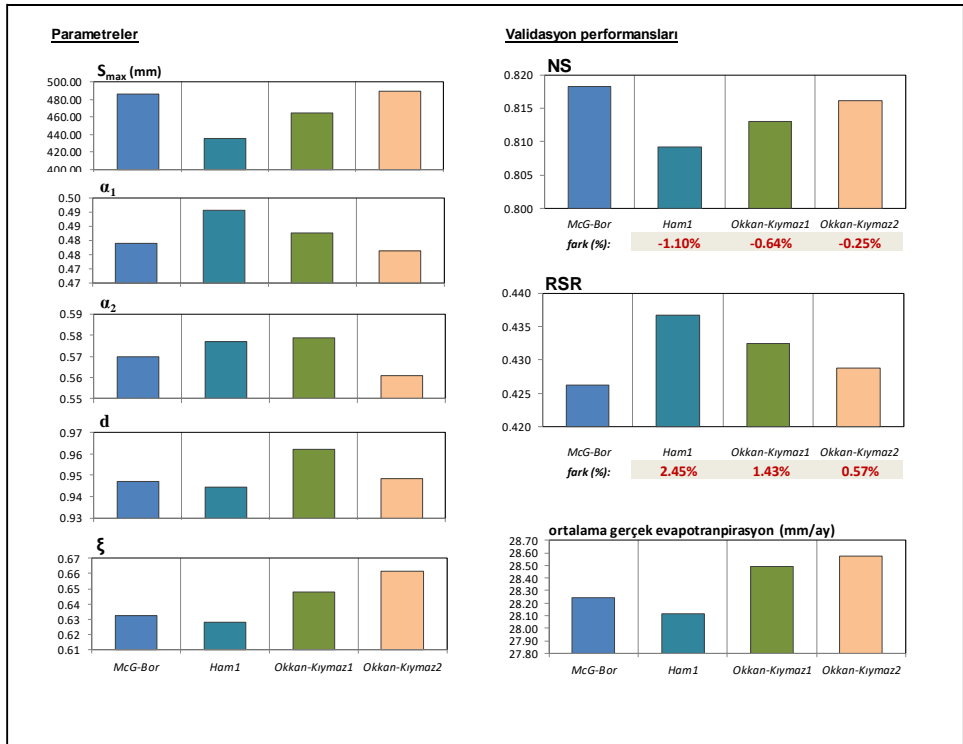 Parametreler
S max (mm)
500.00
480.00
460.00
440.00
420.00
400.00
α1
0.50
0.49
0.48
0.47
0.47
α2
0.59
0.58
0.57
0.56
0.55
d
0.97
0.95
0.94
0.93
ξ
0.67
0.66
0.64
0.63
0.62
0.61
McG-Bor Ham1 Okkan-Kıymaz1 Okkan-Kıymaz2
Validasyon performansları
NS
0.820
0.815
0.810
0.805
0.800
McG-Bor Ham1 Okkan-Kıymaz1 Okkan-Kıymaz2
fark (%): -1.10% -0.64% -0.25%
RSR
0.440
0.435
0.430
0.425
0.420
McG-Bor Ham1 Okkan-Kıymaz1 Okkan-Kıymaz2
fark (%): 2.45% 1.43% 0.57%
ortalama gerçek evapotranpirasyon (mm/ay)
28.70
28.60
28.50
28.40
28.30
28.20
28.10
28.00
27.90
27.80
McG-Bor Ham1 Okkan-Kıymaz1 Okkan-Kıymaz2